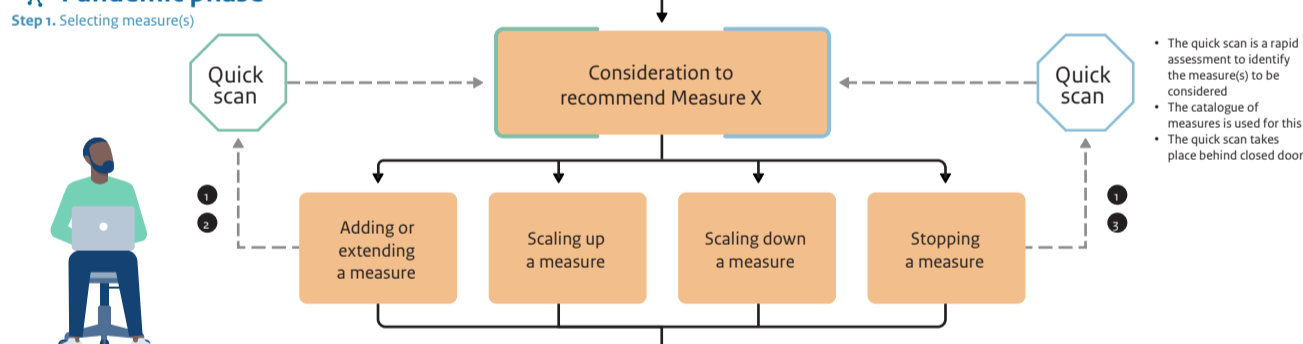 Pandemic phase
Step 1. Selecting measure(s)
Quick
scan
Consideration to
recommend Measure X
Quick
scan
• The quick scan is a rapid
assessment to identify
the measure(s) to be
considered
• The catalogue of
measures is used for this
• The quick scan takes
place behind closed door
1
2
Adding or
extending
a measure
Scaling up
a measure
Scaling down
a measure
Stopping
a measure
1
3